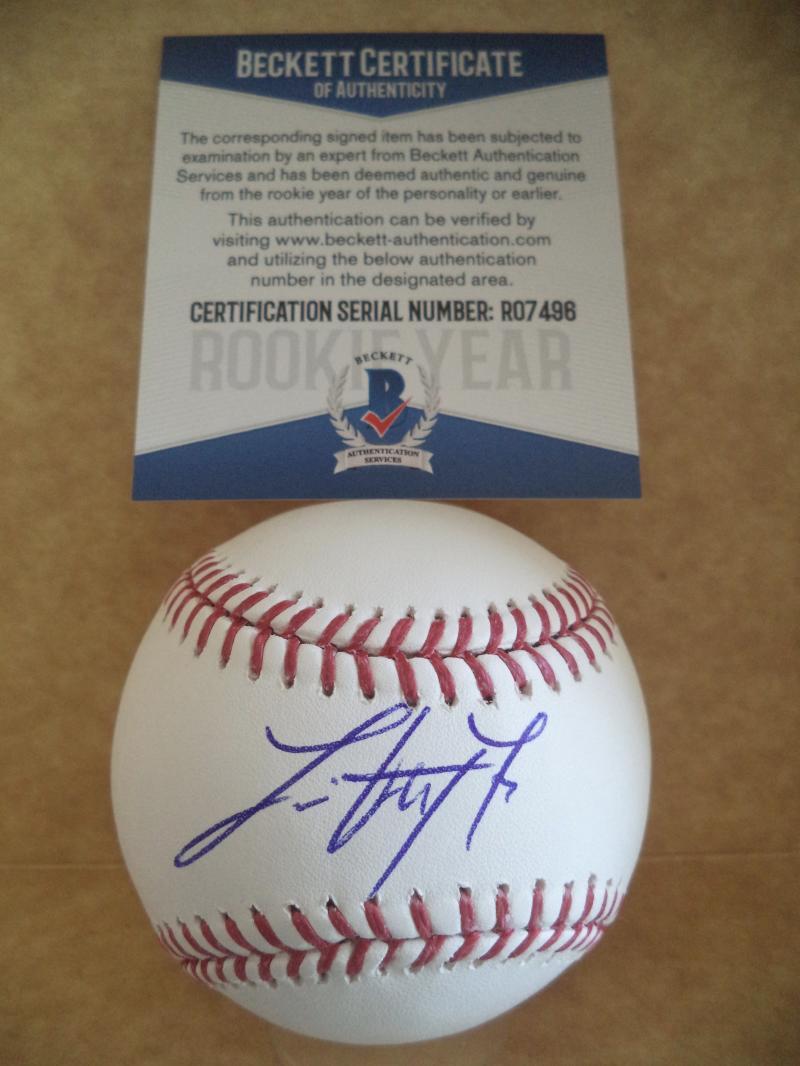 BECKETT CERTIFICATE
OF AUTHENTICITY
The corresponding signed item has been subjected to
examination by an expert from Beckett Authentication
Services and has been deemed authentic and genuine
from the rookie year of the personality or earlier.
This authentication can be verified by
visiting www.beckett-authentication.com
and utilizing the below authentication
number in the designated area.
CERTIFICATION SERIAL NUMBER: R07496
ROOKIE YEAR
BECKETT
B
AUTHENTICATION
SERVICES